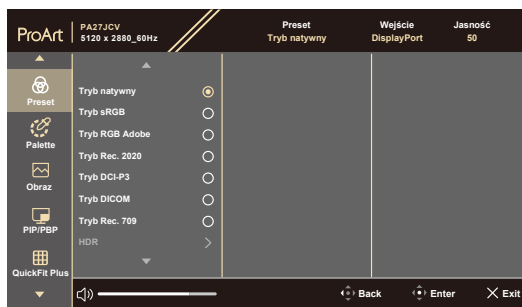 ProArt
PA27JCV
5120 x 2880_60Hz
Preset
Tryb natywny
Wejście
DisplayPort
Jasność
50
Preset
Palette
Obraz
PIP/PBP
QuickFit Plus
Tryb natywny
Tryb sRGB
Tryb RGB Adobe
Tryb Rec. 2020
Tryb DCI-P3
Tryb DICOM
Tryb Rec. 709
HDR
Back
Enter
Exit